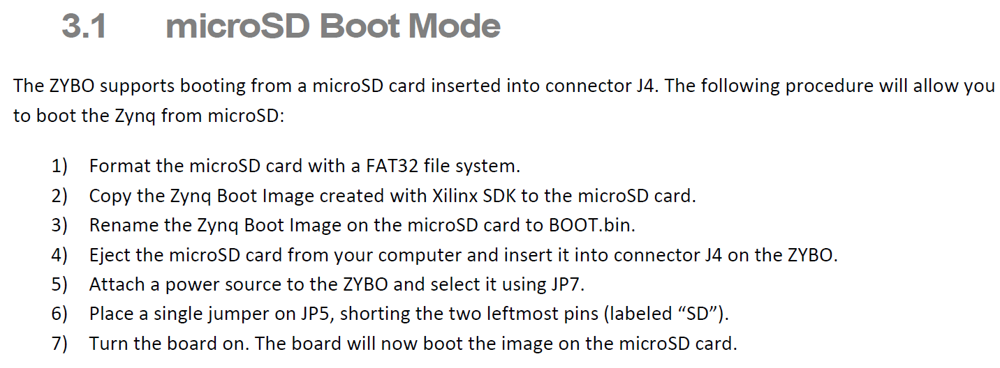 3.1 microSD Boot Mode
The ZYBO supports booting from a microSD card inserted into connector J4. The following procedure will allow you
to boot the Zynq from microSD:
1) Format the microSD card with a FAT32 file system.
2) Copy the Zynq Boot Image created with Xilinx SDK to the microSD card.
3) Rename the Zynq Boot Image on the microSD card to BOOT.bin.
4) Eject the microSD card from your computer and insert it into connector J4 on the ZYBO.
5) Attach a power source to the ZYBO and select it using JP7.
6) Place a single jumper on JP5, shorting the two leftmost pins (labeled “SD”).
7) Turn the board on. The board will now boot the image on the microSD card.